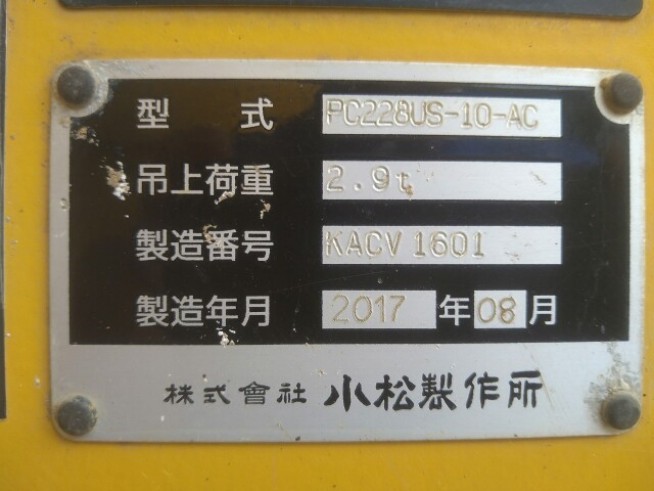 型 式 PC228US-10-AC
吊上荷重 2.9t
製造番号 KACV 1601
製造年月 2017 年 08 月
株式會社 小松製作所